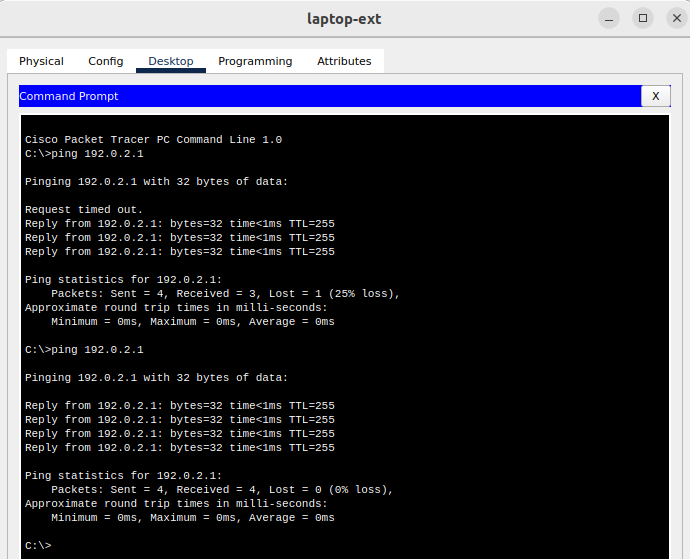 laptop-ext
Physical Config Desktop Programming Attributes
Command Prompt X
Cisco Packet Tracer PC Command Line 1.0
C:\>ping 192.0.2.1
Pinging 192.0.2.1 with 32 bytes of data:
Request timed out.
Reply from 192.0.2.1: bytes=32 time<1ms TTL=255
Reply from 192.0.2.1: bytes=32 time<1ms TTL=255
Reply from 192.0.2.1: bytes=32 time<1ms TTL=255
Ping statistics for 192.0.2.1:
    Packets: Sent = 4, Received = 3, Lost = 1 (25% loss),
Approximate round trip times in milli-seconds:
    Minimum = 0ms, Maximum = 0ms, Average = 0ms
C:\>ping 192.0.2.1
Pinging 192.0.2.1 with 32 bytes of data:
Reply from 192.0.2.1: bytes=32 time<1ms TTL=255
Reply from 192.0.2.1: bytes=32 time<1ms TTL=255
Reply from 192.0.2.1: bytes=32 time<1ms TTL=255
Reply from 192.0.2.1: bytes=32 time<1ms TTL=255
Ping statistics for 192.0.2.1:
    Packets: Sent = 4, Received = 4, Lost = 0 (0% loss),
Approximate round trip times in milli-seconds:
    Minimum = 0ms, Maximum = 0ms, Average = 0ms
C:\>